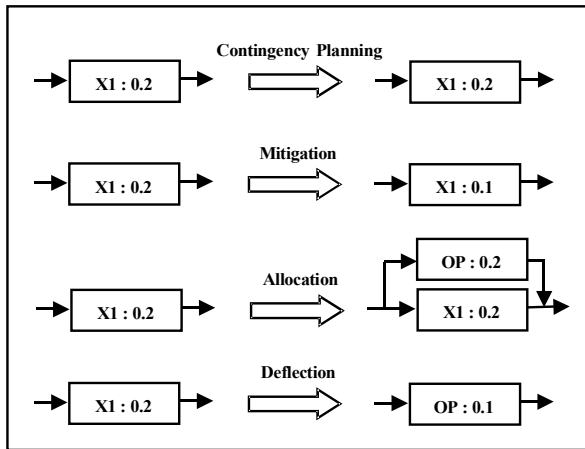 Contingency Planning
X1 : 0.2
X1 : 0.2
Mitigation
X1 : 0.2
X1 : 0.1
Allocation
OP : 0.2
X1 : 0.2
X1 : 0.2
Deflection
X1 : 0.2
OP : 0.1